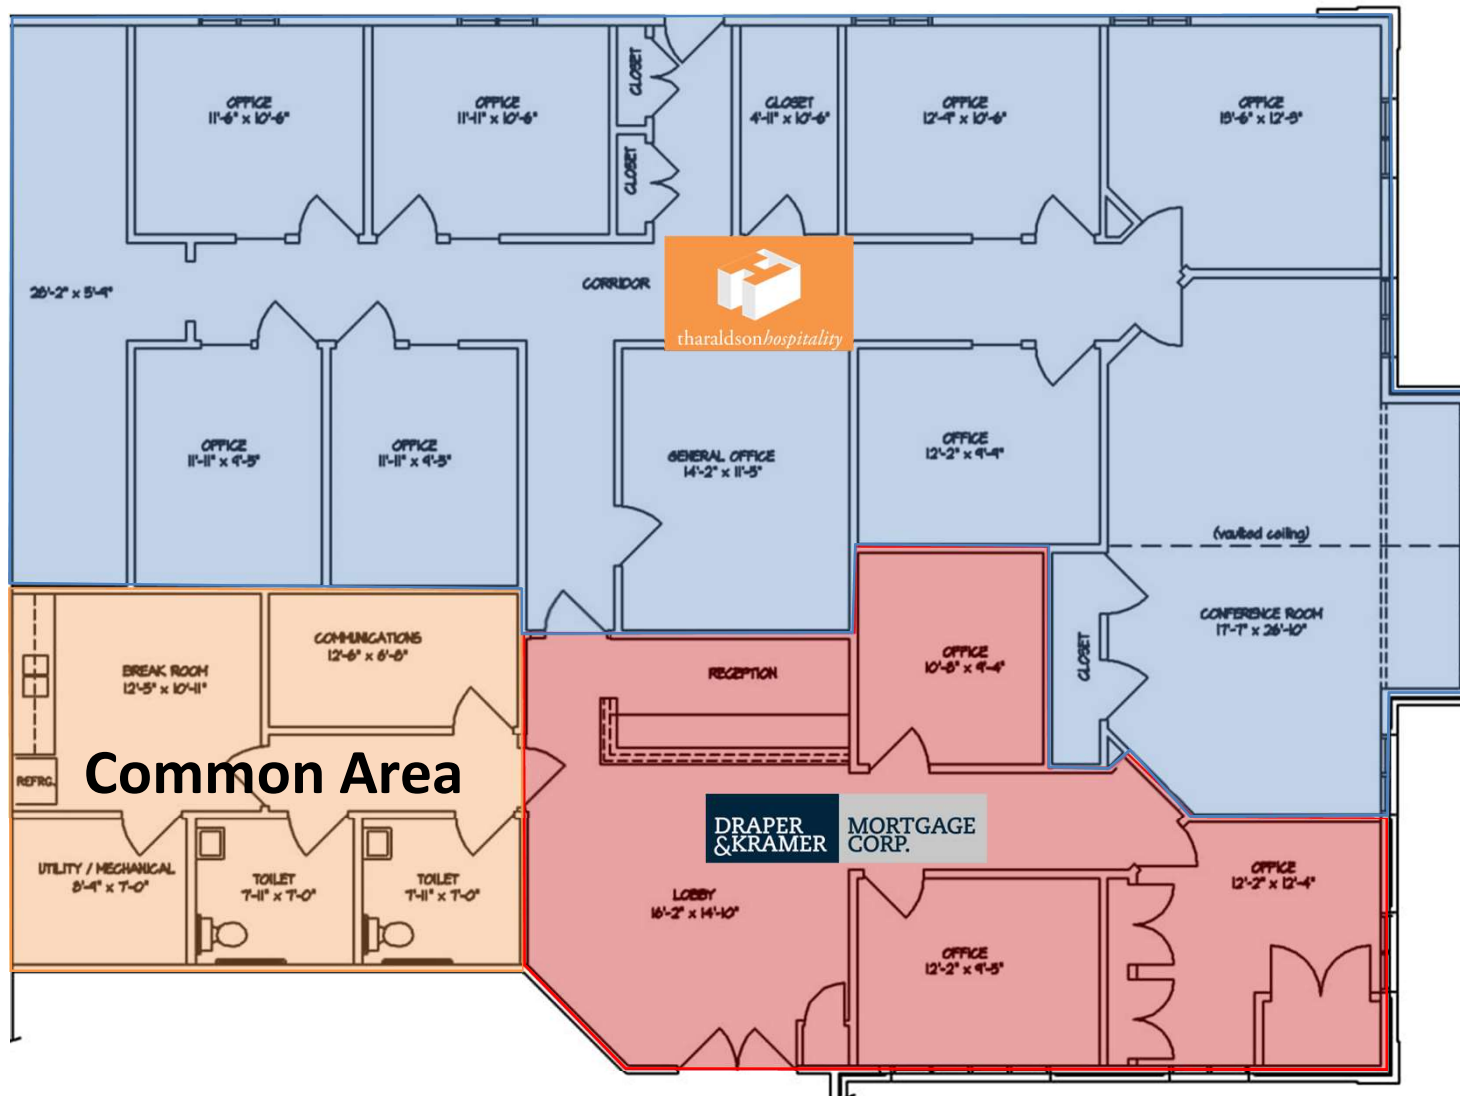 OFFICE
11'-6" x 10'-6"
OFFICE
11'-11" x 10'-6"
CLOSET
CLOSET
CLOSET
4'-11" x 10'-6"
OFFICE
12'-9" x 10'-6"
OFFICE
15'-6" x 12'-5"
26'-2" x 5'-9"
CORRIDOR
tharaldsonhospitality
OFFICE
11'-11" x 9'-5"
OFFICE
11'-11" x 9'-5"
GENERAL OFFICE
14'-2" x 11'-5"
OFFICE
12'-2" x 9'-9"
(vaulted ceiling)
CONFERENCE ROOM
17'-7" x 26'-10"
CLOSET
COMMUNICATIONS
12'-6" x 6'-8"
BREAK ROOM
12'-5" x 10'-11"
RECEPTION
OFFICE
10'-8" x 9'-4"
REFRG.
Common Area
DRAPER
&KRAMER
MORTGAGE
CORP.
UTILITY / MECHANICAL
8'-9" x 7'-0"
TOILET
7'-11" x 7'-0"
TOILET
7'-11" x 7'-0"
LOBBY
16'-2" x 14'-10"
OFFICE
12'-2" x 12'-4"
OFFICE
12'-2" x 9'-5"